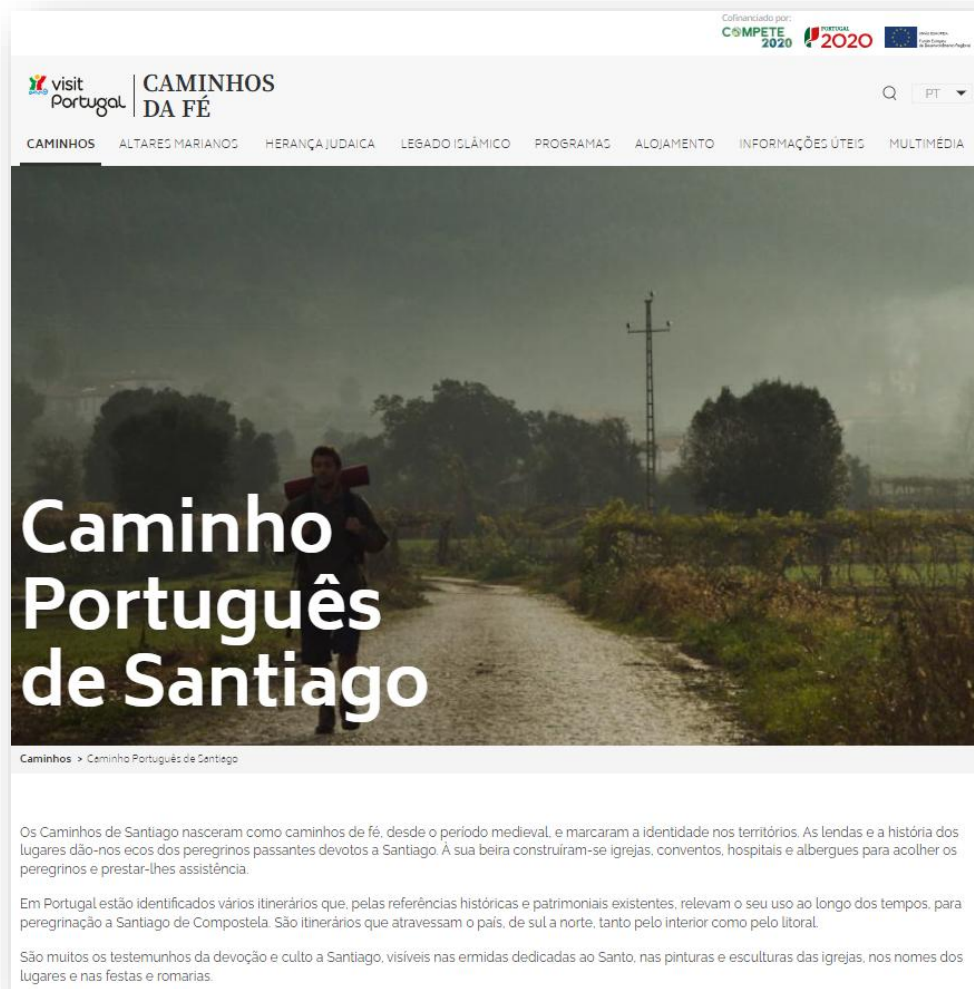 Cofinanciado por:
COMPETE
2020
PORTUGAL
2020
visit
Portugal
CAMINHOS
DA FÉ
PT
CAMINHOS ALTARES MARIANOS HERANÇA JUDAICA LEGADO ISLÂMICO PROGRAMAS ALOJAMENTO INFORMAÇÕES ÚTEIS MULTIMÉDIA
Caminho
Português
de Santiago
Caminhos > Caminho Português de Santiago
Os Caminhos de Santiago nasceram como caminhos de fé, desde o período medieval, e marcaram a identidade nos territórios. As lendas e a história dos
lugares dão-nos ecos dos peregrinos passantes devotos a Santiago. À sua beira construíram-se igrejas, conventos, hospitais e albergues para acolher os
peregrinos e prestar-lhes assistência.
Em Portugal estão identificados vários itinerários que, pelas referências históricas e patrimoniais existentes, relevam o seu uso ao longo dos tempos, para
peregrinação a Santiago de Compostela. São itinerários que atravessam o país, de sul a norte, tanto pelo interior como pelo litoral.
São muitos os testemunhos da devoção e culto a Santiago, visíveis nas ermidas dedicadas ao Santo, nas pinturas e esculturas das igrejas, nos nomes dos
lugares e nas festas e romarias.